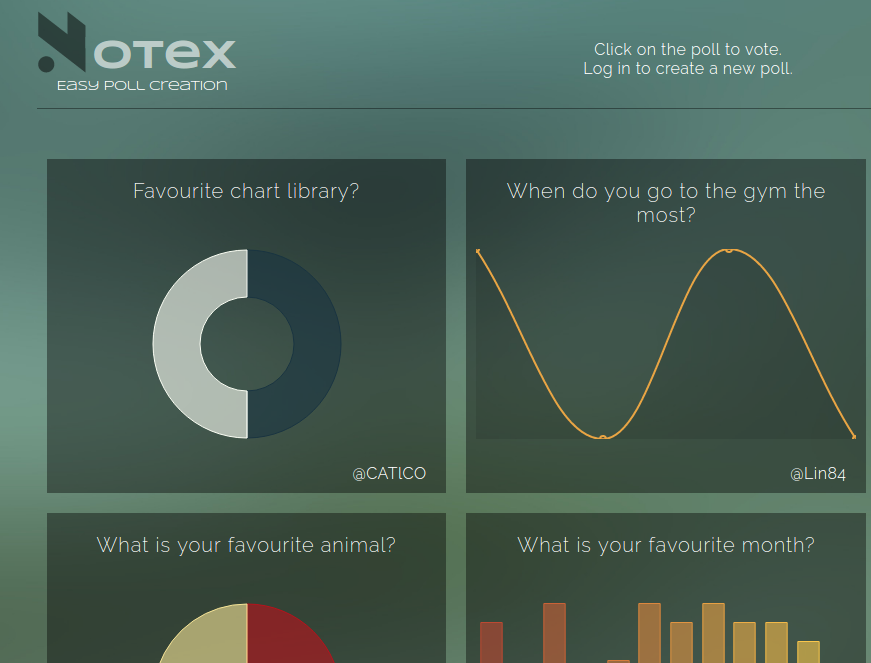 Votex
Easy Poll Creation
Click on the poll to vote.
Log in to create a new poll.
Favourite chart library?
@CATlCO
When do you go to the gym the
most?
@Lin84
What is your favourite animal?
What is your favourite month?